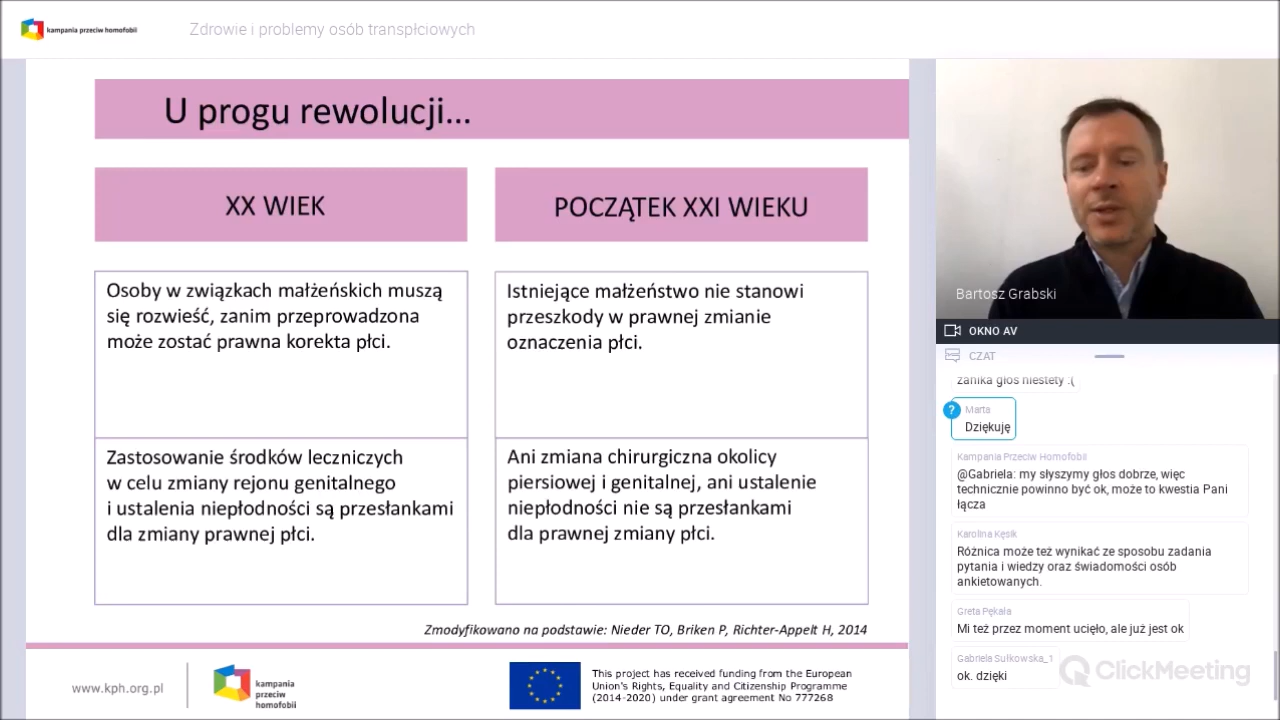 kampania przeciw homofobii
Zdrowie i problemy osób transpłciowych
U progu rewolucji...
XX WIEK
POCZĄTEK XXI WIEKU
Osoby w związkach małżeńskich muszą
się rozwieść, zanim przeprowadzona
może zostać prawna korekta płci.
Istniejące małżeństwo nie stanowi
przeszkody w prawnej zmianie
oznaczenia płci.
Zastosowanie środków leczniczych
w celu zmiany rejonu genitalnego
i ustalenia niepłodności są przesłankami
dla zmiany prawnej płci.
Ani zmiana chirurgiczna okolicy
piersiowej i genitalnej, ani ustalenie
niepłodności nie są przesłankami
dla prawnej zmiany płci.
Zmodyfikowano na podstawie: Nieder TO, Briken P, Richter-Appelt H, 2014
www.kph.org.pl
kampania
przeciw
homofobii
This project has received funding from the European
Union's Rights, Equality and Citizenship Programme
(2014-2020) under grant agreement No 777268
Bartosz Grabski
OKNO AV
CZAT
zanika głos niestety :(
?
Marta
Dziękuję
Kampania Przeciw Homofobii
@Gabriela: my słyszymy głos dobrze, więc
technicznie powinno być ok, może to kwestia Pani
łącza
Karolina Kęsik
Różnica może też wynikać ze sposobu zadania
pytania i wiedzy oraz świadomości osób
ankietowanych.
Greta Pękała
Mi też przez moment ucięło, ale już jest ok
Gabriela Sułkowska_1
ok. dzięki
ClickMeeting